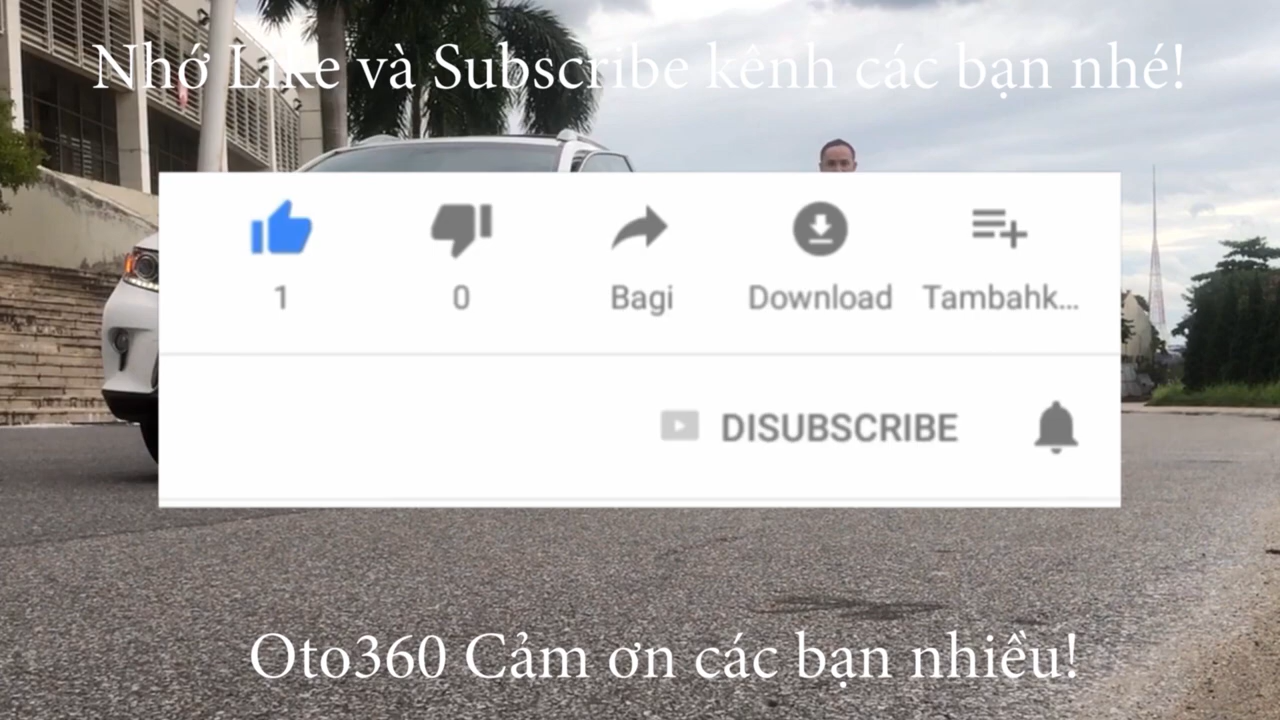 Nhớ Like và Subscribe kênh các bạn nhé!
1 0 Bagi Download Tambahk...
DISUBSCRIBE
Oto360 Cảm ơn các bạn nhiều!